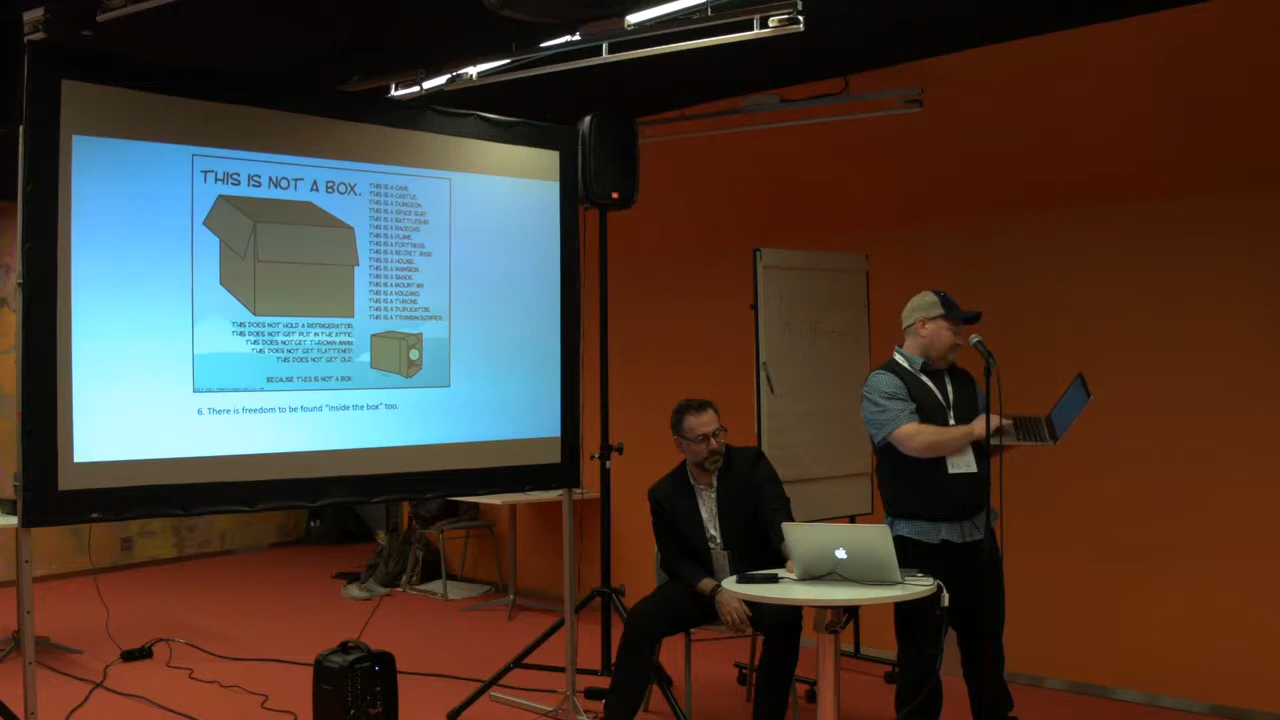 THIS IS NOT A BOX.
THIS IS A CAVE.
THIS IS A CASTLE.
THIS IS A DUNGEON.
THIS IS A SPACE SHIP.
THIS IS A BATTLESHIP.
THIS IS A RACECAR.
THIS IS A PLANE.
THIS IS A FORTRESS.
THIS IS A SECRET BASE.
THIS IS A HOUSE.
THIS IS A MANSION.
THIS IS A SHACK.
THIS IS A MOUNTAIN
THIS IS A VOLCANO
THIS IS A THRONE.
THIS IS A DUPLICATOR.
THIS IS A TRANSMOGRIFIER.
THIS DOES NOT HOLD A REFRIGERATOR.
THIS DOES NOT GET PUT IN THE ATTIC.
THIS DOES NOT GET THROWN AWAY.
THIS DOES NOT GET FLATTENED.
THIS DOES NOT GET OLD.
BECAUSE THIS IS NOT A BOX.
6. There is freedom to be found “inside the box” too.